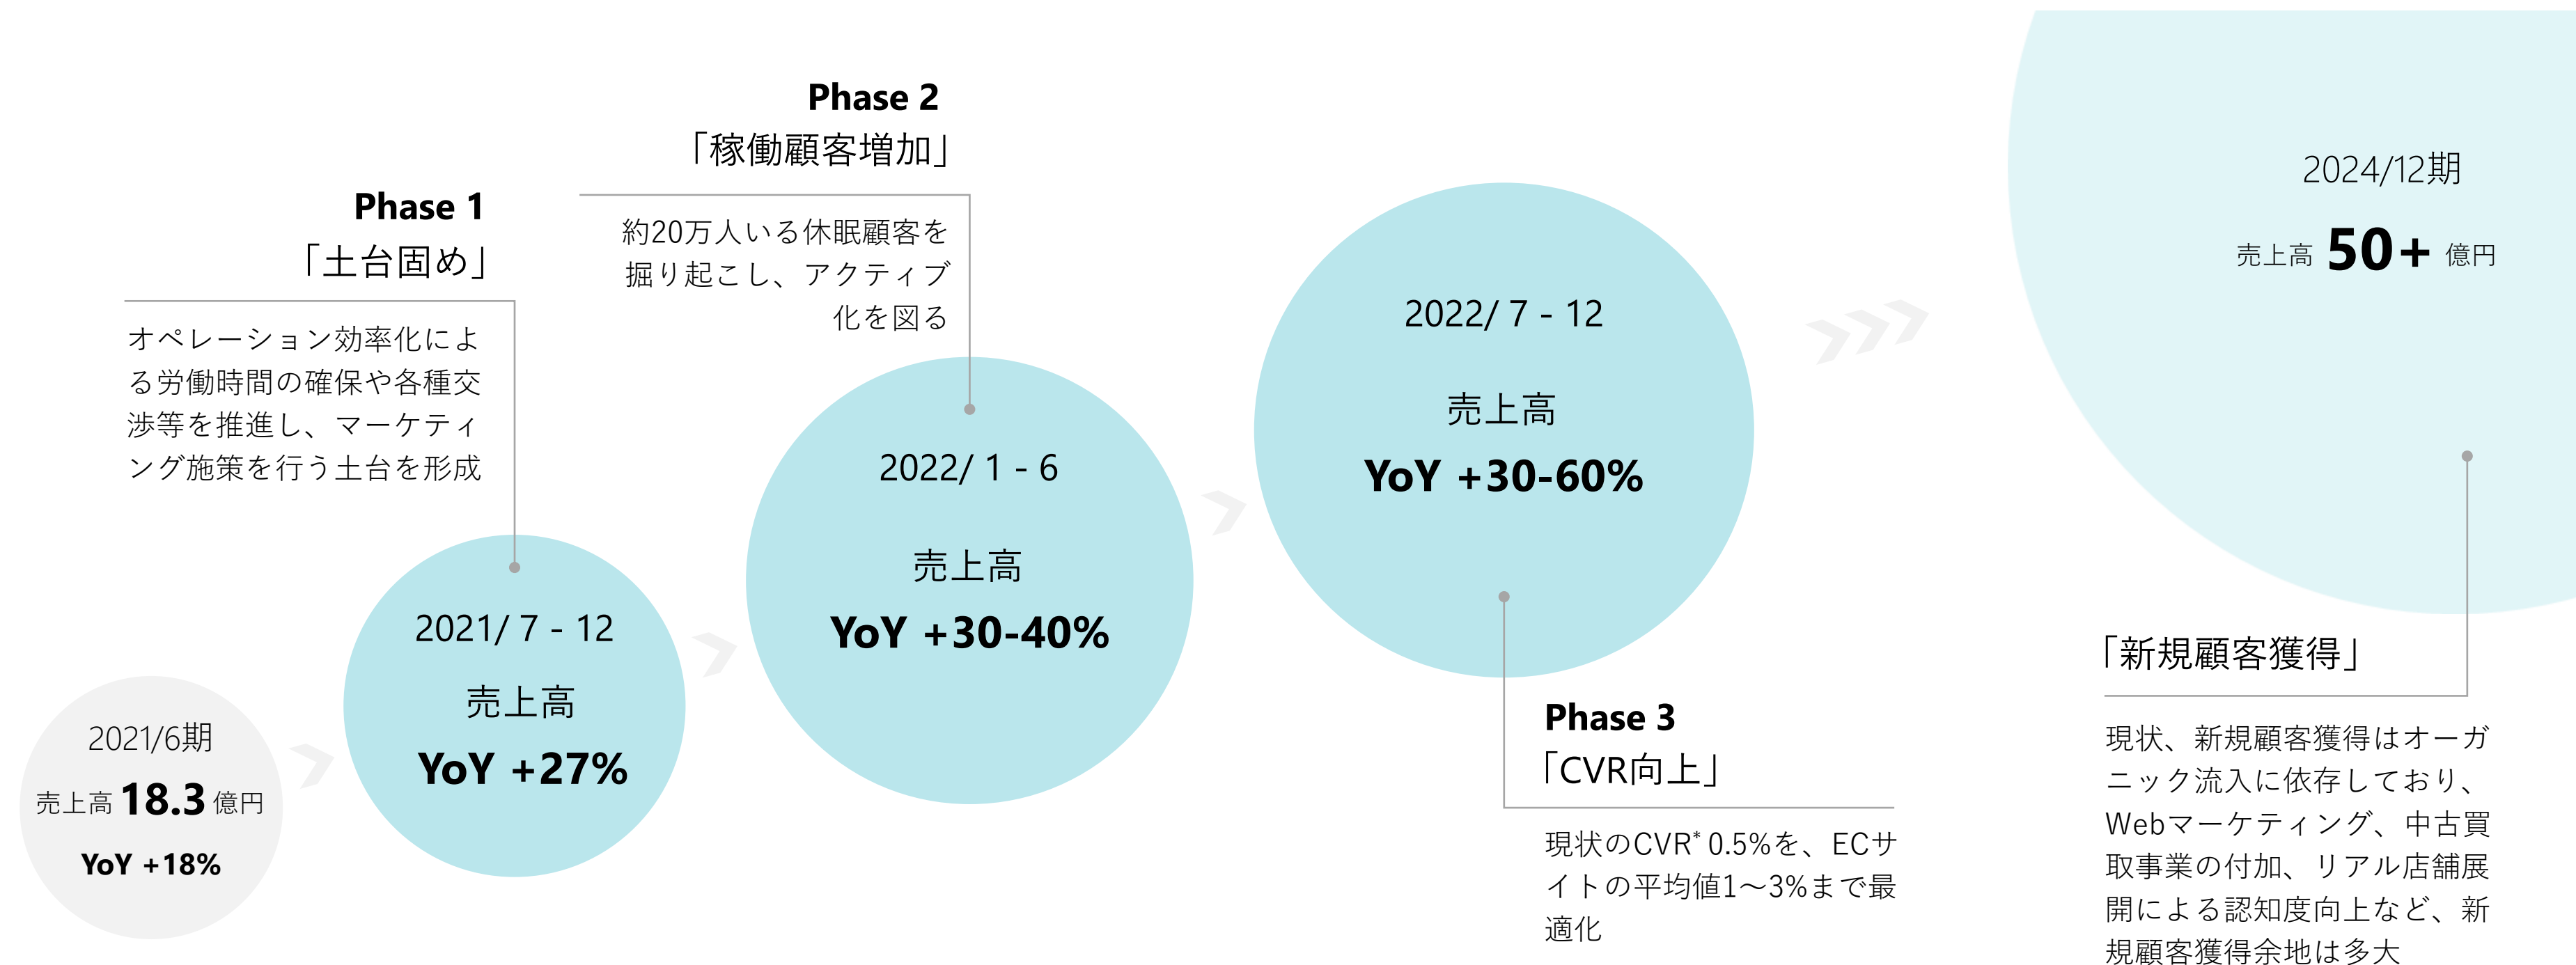 2021/6期
売上高 18.3 億円
YoY +18%
Phase 1
「土台固め」
オペレーション効率化によ
る労働時間の確保や各種交
渉等を推進し、マーケティ
ング施策を行う土台を形成
2021/ 7 - 12
売上高
YoY +27%
Phase 2
「稼働顧客増加」
約20万人いる休眠顧客を
掘り起こし、アクティブ
化を図る
2022/ 1 - 6
売上高
YoY +30-40%
2022/ 7 - 12
売上高
YoY +30-60%
Phase 3
「CVR向上」
現状のCVR* 0.5%を、ECサ
イトの平均値1～3%まで最
適化
2024/12期
売上高 50+ 億円
「新規顧客獲得」
現状、新規顧客獲得はオーガ
ニック流入に依存しており、
Webマーケティング、中古買
取事業の付加、リアル店舗展
開による認知度向上など、新
規顧客獲得余地は多大